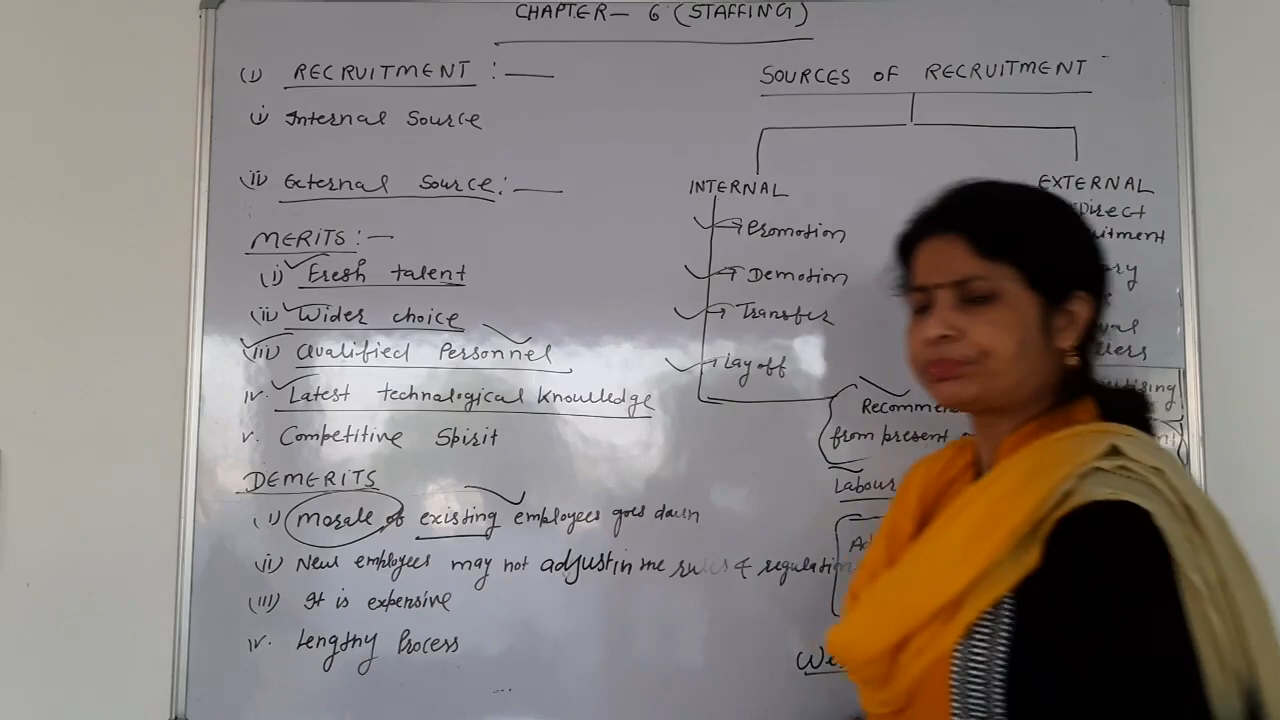 CHAPTER - 6 (STAFFING)
(1) RECRUITMENT :—
i) Internal Source
(ii) External Source:—
MERITS :-
(i) Fresh talent
(ii) Wider choice
(iii) Qualified Personnel
iv. Latest technological knowledge
v. Competitive Spirit
DEMERITS
(i) Morale of existing employees goes down
(ii) New employees may not adjust in the rules & regulation
(iii) It is expensive
iv. Lengthy Process
SOURCES OF RECRUITMENT
INTERNAL
Promotion
Demotion
Transfer
Lay off
EXTERNAL
Direct
from present
Labour